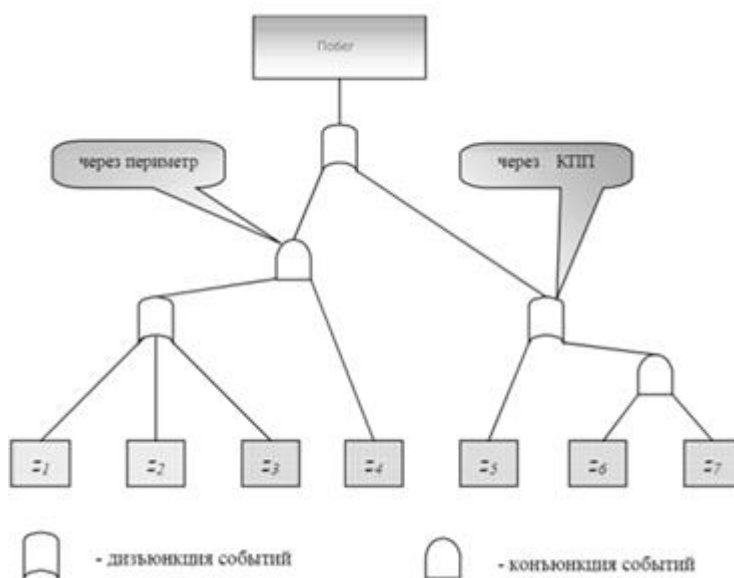 Побег
через периметр
через КПП
z1 z2 z3 z4 z5 z6 z7
- дизъюнкция событий
- конъюнкция событий